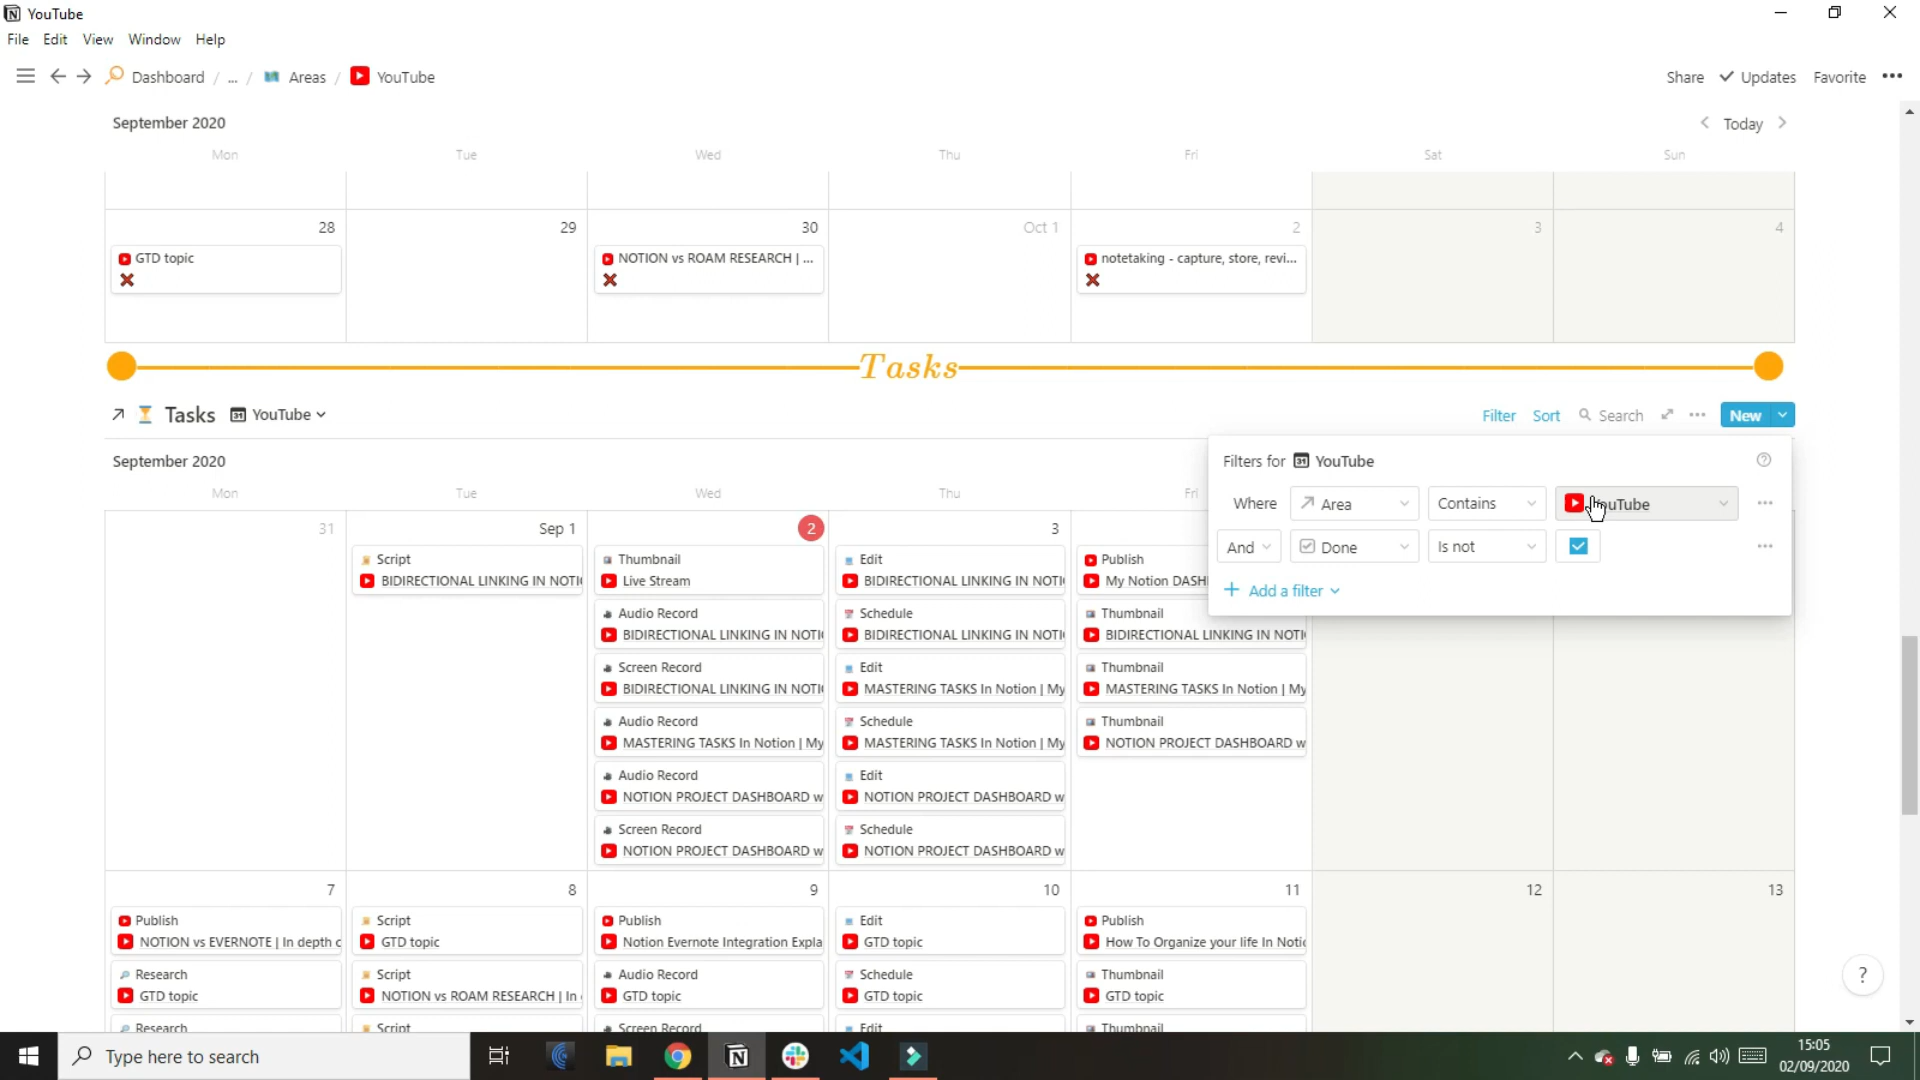 YouTube
File Edit View Window Help
Dashboard / ... / Areas / YouTube
Share Updates Favorite
September 2020
Today
Mon Tue Wed Thu Fri Sat Sun
28 29 30 Oct 1 2 3 4
GTD topic
NOTION vs ROAM RESEARCH | ...
notetaking - capture, store, revi...
Tasks
Tasks YouTube
Filter Sort Search New
September 2020
Filters for YouTube
Where Area Contains YouTube
And Done Is not
Add a filter
Mon Tue Wed Thu Fri
31 Sep 1 2 3
Script
BIDIRECTIONAL LINKING IN NOTI
Thumbnail
Live Stream
Audio Record
BIDIRECTIONAL LINKING IN NOTI
Screen Record
BIDIRECTIONAL LINKING IN NOTI
Audio Record
MASTERING TASKS In Notion | My
Audio Record
NOTION PROJECT DASHBOARD w
Screen Record
NOTION PROJECT DASHBOARD w
Edit
BIDIRECTIONAL LINKING IN NOTI
Schedule
BIDIRECTIONAL LINKING IN NOTI
Edit
MASTERING TASKS In Notion | My
Schedule
MASTERING TASKS In Notion | My
Edit
NOTION PROJECT DASHBOARD w
Schedule
NOTION PROJECT DASHBOARD w
Publish
My Notion DASH
Thumbnail
BIDIRECTIONAL LINKING IN NOTI
Thumbnail
MASTERING TASKS In Notion | My
Thumbnail
NOTION PROJECT DASHBOARD w
7 8 9 10 11 12 13
Publish
NOTION vs EVERNOTE | In depth c
Research
GTD topic
Research
Script
GTD topic
Script
NOTION vs ROAM RESEARCH | In
Script
Publish
Notion Evernote Integration Expla
Audio Record
GTD topic
Screen Record
Edit
GTD topic
Schedule
GTD topic
Edit
Publish
How To Organize your life In Notio
Thumbnail
GTD topic
Thumbnail
?
Type here to search
15:05
02/09/2020